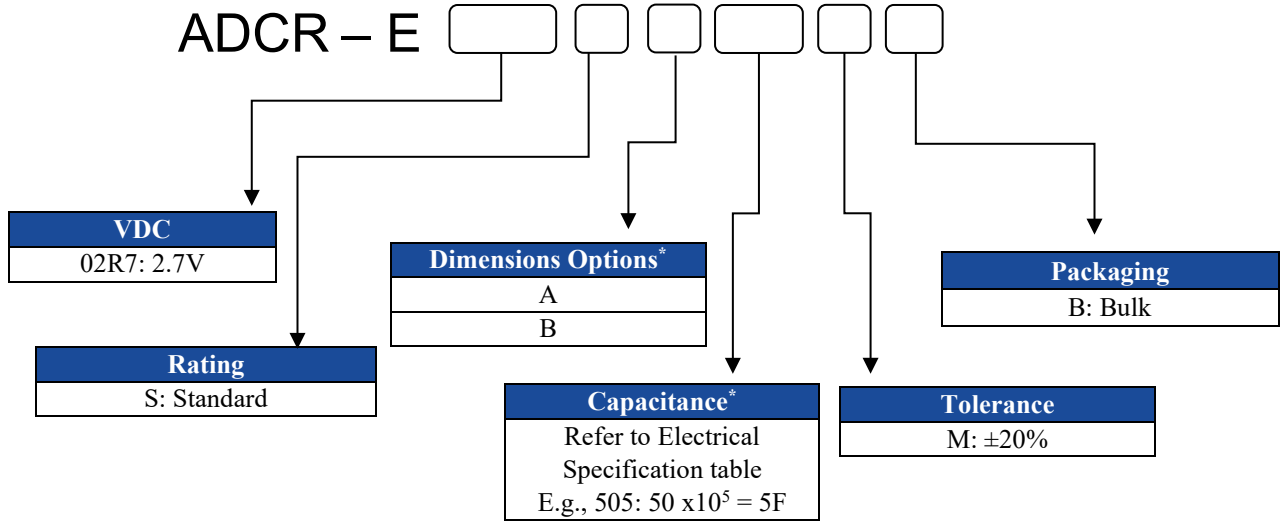 ADCR – E
VDC
02R7: 2.7V
Rating
S: Standard
Dimensions Options*
A
B
Capacitance*
Refer to Electrical
Specification table
E.g., 505: 50 x10⁵ = 5F
Tolerance
M: ±20%
Packaging
B: Bulk